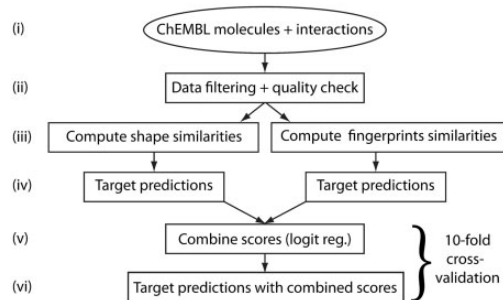 (i) ChEMBL molecules + interactions
(ii) Data filtering + quality check
(iii) Compute shape similarities Compute fingerprints similarities
(iv) Target predictions Target predictions
(v) Combine scores (logit reg.)
(vi) Target predictions with combined scores
10-fold
cross-
validation